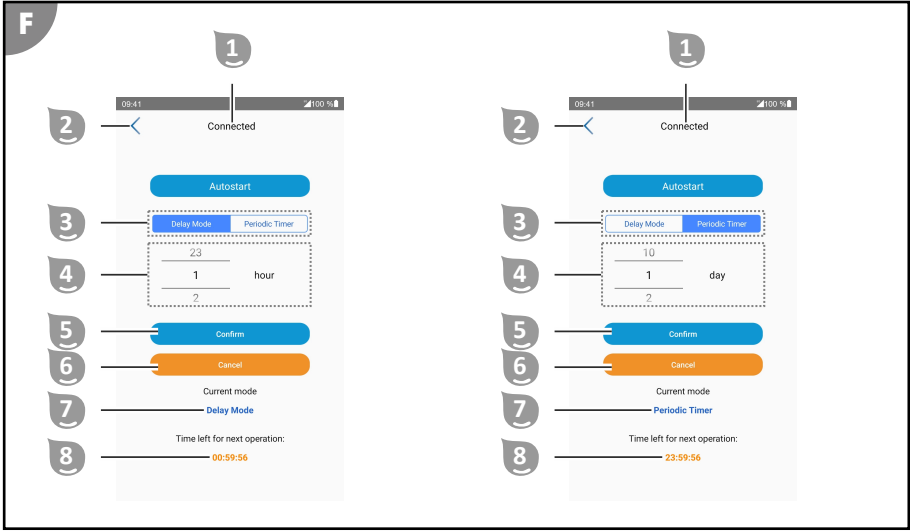 F
1
09:41 100 %
2 Connected
Autostart
3 Delay Mode Periodic Timer
23
4 1 hour
2
5 Confirm
6 Cancel
Current mode
7 Delay Mode
Time left for next operation:
8 00:59:56
1
09:41 100 %
2 Connected
Autostart
3 Delay Mode Periodic Timer
10
4 1 day
2
5 Confirm
6 Cancel
Current mode
7 Periodic Timer
Time left for next operation:
8 23:59:56